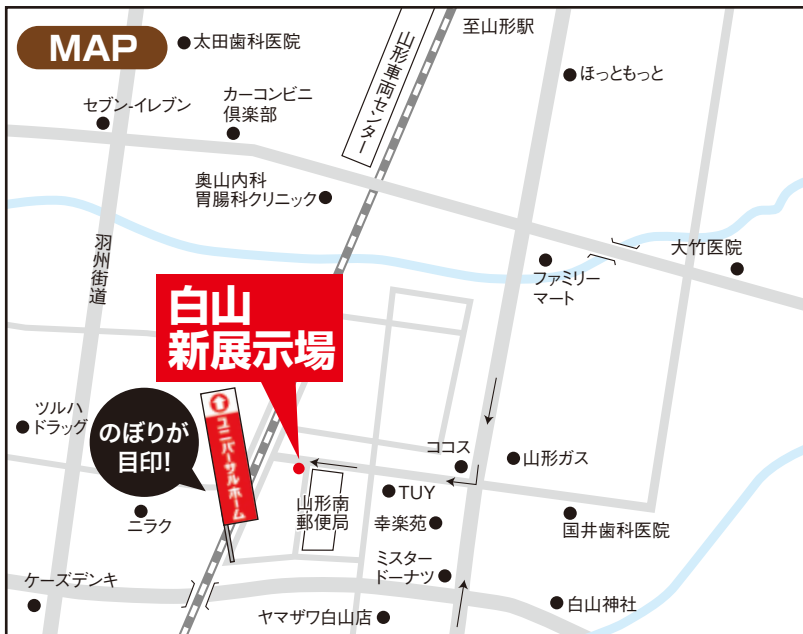 MAP
太田歯科医院
至山形駅
山形車両センター
ほっともっと
セブン-イレブン
カーコンビニ
倶楽部
奥山内科
胃腸科クリニック
羽州街道
大竹医院
ファミリー
マート
白山
新展示場
ツルハ
ドラッグ
のぼりが
目印!
ユニバーサルホーム
ココス
山形ガス
TUY
山形南
郵便局
ニラク
幸楽苑
国井歯科医院
ミスター
ドーナツ
ケーズデンキ
ヤマザワ白山店
白山神社